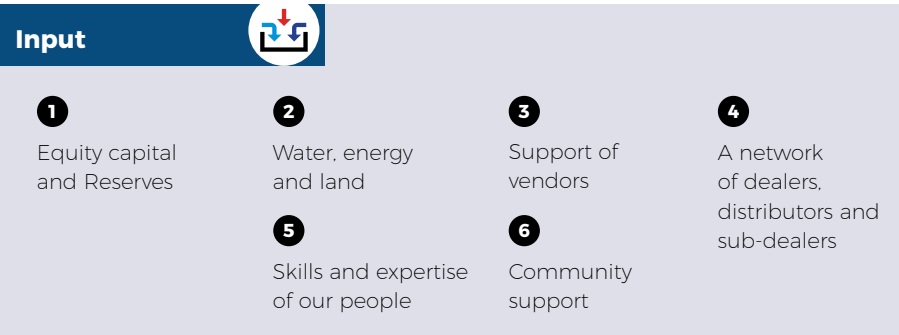 Input
1
Equity capital
and Reserves
2
Water, energy
and land
3
Support of
vendors
4
A network
of dealers,
distributors and
sub-dealers
5
Skills and expertise
of our people
6
Community
support